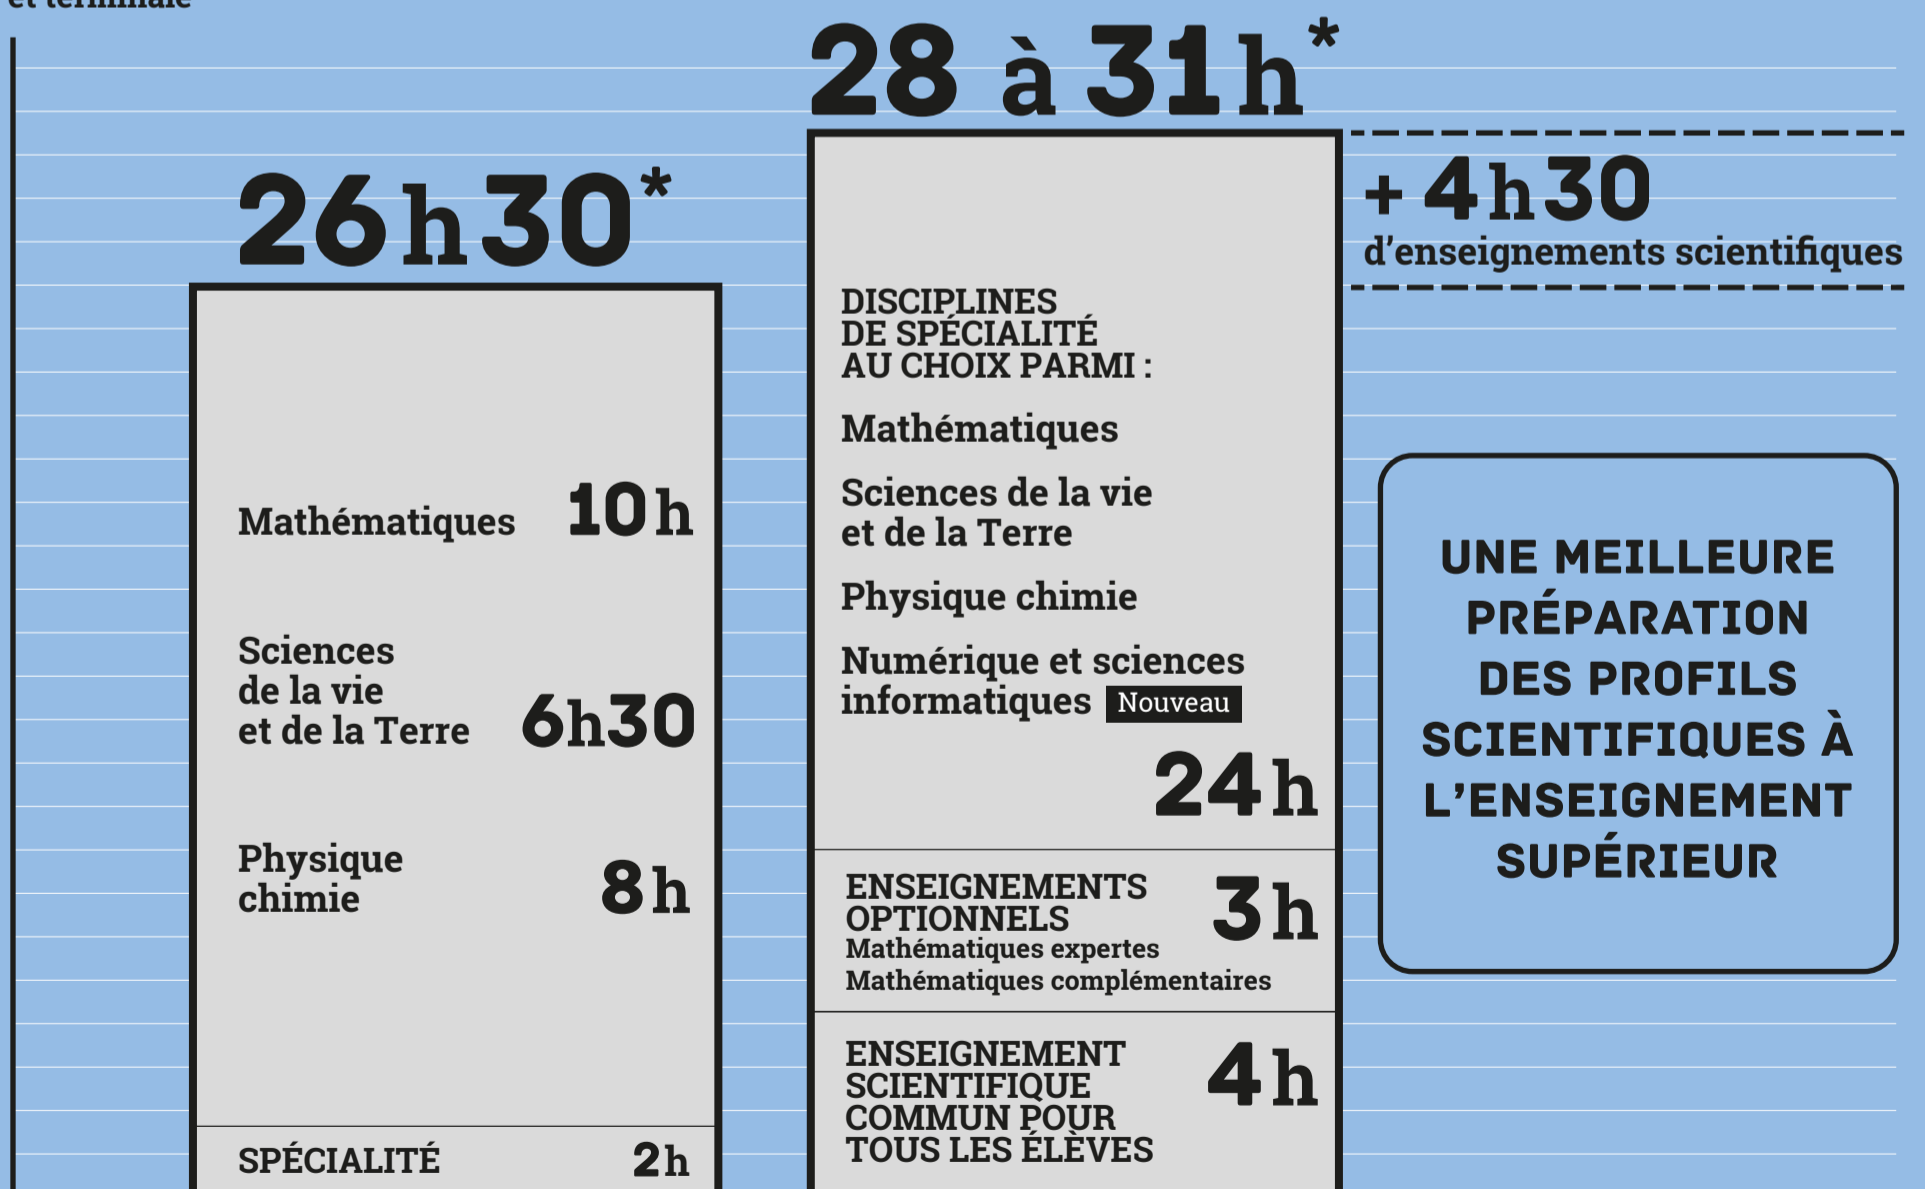 et terminale
26h30*
Mathématiques 10h
Sciences
de la vie
et de la Terre 6h30
Physique
chimie 8h
SPÉCIALITÉ 2h
28 à 31h*
DISCIPLINES
DE SPÉCIALITÉ
AU CHOIX PARMI :
Mathématiques
Sciences de la vie
et de la Terre
Physique chimie
Numérique et sciences
informatiques Nouveau
24h
ENSEIGNEMENTS
OPTIONNELS 3h
Mathématiques expertes
Mathématiques complémentaires
ENSEIGNEMENT
SCIENTIFIQUE 4h
COMMUN POUR
TOUS LES ÉLÈVES
+ 4h30
d'enseignements scientifiques
UNE MEILLEURE
PRÉPARATION
DES PROFILS
SCIENTIFIQUES À
L'ENSEIGNEMENT
SUPÉRIEUR